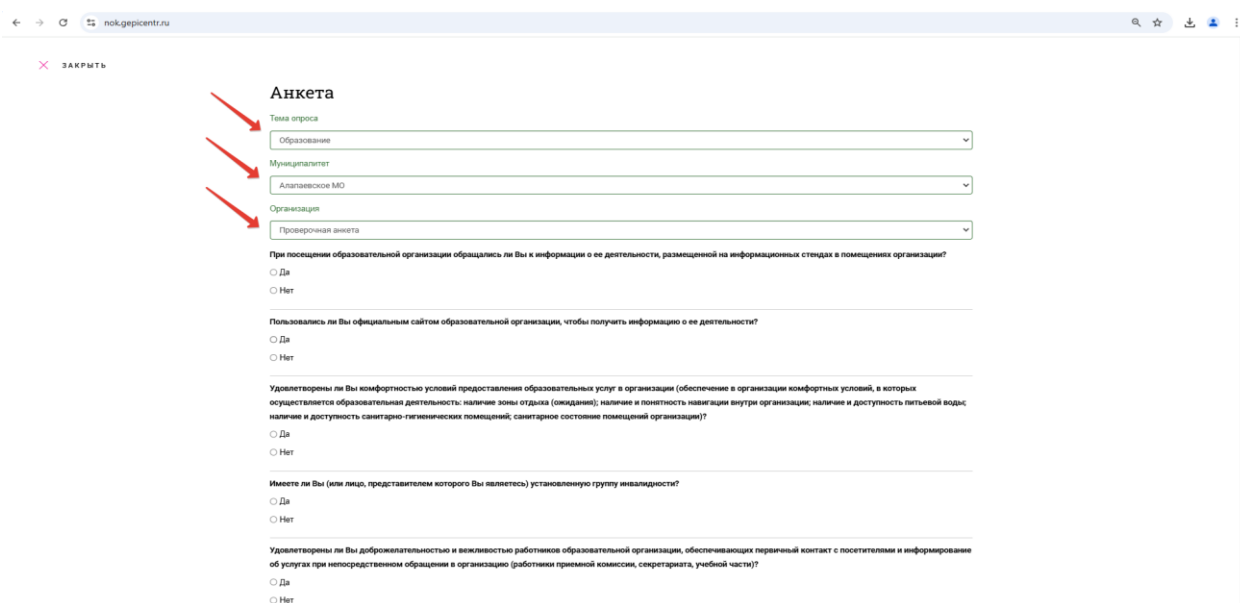 nok.gepicentr.ru
ЗАКРЫТЬ
Анкета
Тема опроса
Образование
Муниципалитет
Алапаевское МО
Организация
Проверочная анкета
При посещении образовательной организации обращались ли Вы к информации о ее деятельности, размещенной на информационных стендах в помещениях организации?
Да
Нет
Пользовались ли Вы официальным сайтом образовательной организации, чтобы получить информацию о ее деятельности?
Да
Нет
Удовлетворены ли Вы комфортностью условий предоставления образовательных услуг в организации (обеспечение в организации комфортных условий, в которых
осуществляется образовательная деятельность: наличие зоны отдыха (ожидания); наличие и понятность навигации внутри организации; наличие и доступность питьевой воды;
наличие и доступность санитарно-гигиенических помещений; санитарное состояние помещений организации)?
Да
Нет
Имеете ли Вы (или лицо, представителем которого Вы являетесь) установленную группу инвалидности?
Да
Нет
Удовлетворены ли Вы доброжелательностью и вежливостью работников образовательной организации, обеспечивающих первичный контакт с посетителями и информирование
об услугах при непосредственном обращении в организацию (работники приемной комиссии, секретариата, учебной части)?
Да
Нет